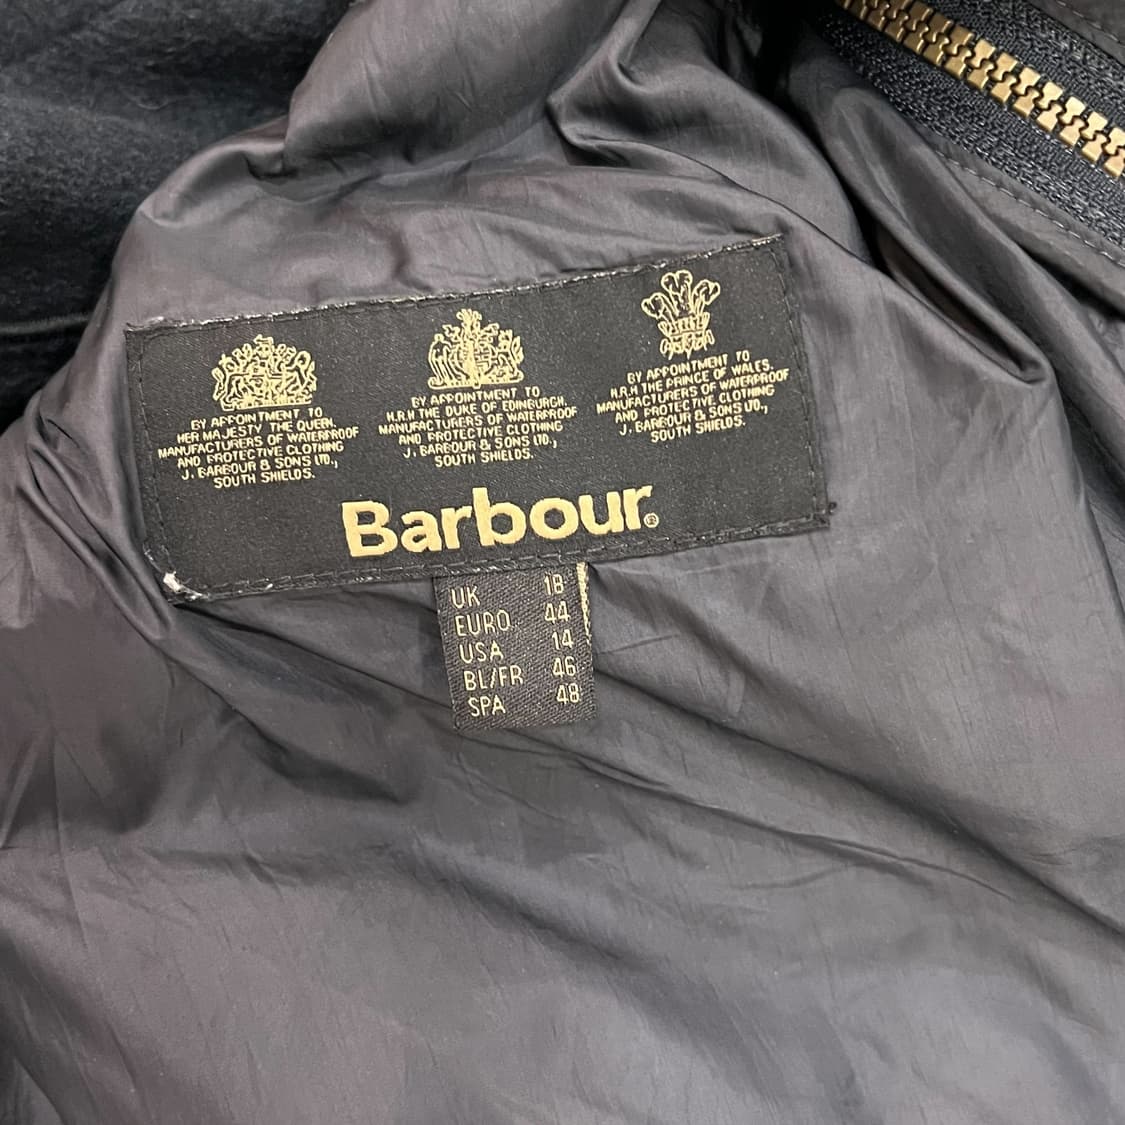 BY APPOINTMENT TO
HER MAJESTY THE QUEEN.
MANUFACTURERS OF WATERPROOF
AND PROTECTIVE CLOTHING
J. BARBOUR & SONS LTD.,
SOUTH SHIELDS.
BY APPOINTMENT TO
H.R.H THE DUKE OF EDINBURGH.
MANUFACTURERS OF WATERPROOF
AND PROTECTIVE CLOTHING
J. BARBOUR & SONS LTD.,
SOUTH SHIELDS.
BY APPOINTMENT TO
H.R.H THE PRINCE OF WALES.
MANUFACTURERS OF WATERPROOF
AND PROTECTIVE CLOTHING
J. BARBOUR & SONS LTD.,
SOUTH SHIELDS.
Barbour®
UK 18
EURO. 44
USA 14
BL/FR 46
SPA 48